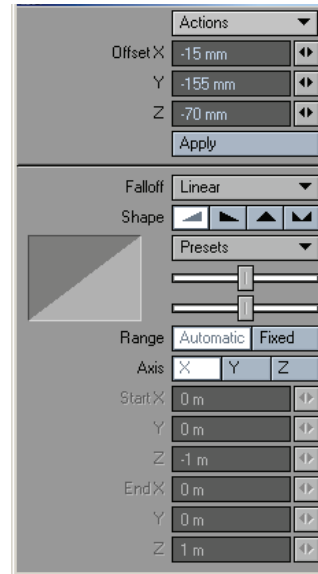 Actions
Offset X -15 mm
Y -155 mm
Z -70 mm
Apply
Falloff Linear
Shape
Presets
Range Automatic Fixed
Axis X Y Z
Start X 0 m
Y 0 m
Z -1 m
End X 0 m
Y 0 m
Z 1 m